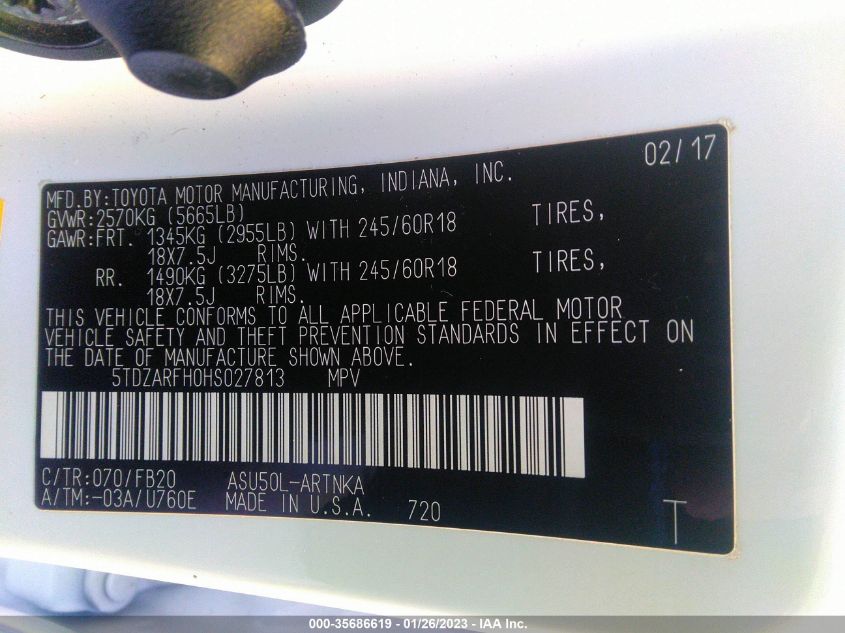 02/17
MFD.BY:TOYOTA MOTOR MANUFACTURING, INDIANA, INC.
GVWR:2570KG (5665LB)
GAWR:FRT. 1345KG (2955LB) WITH 245/60R18 TIRES,
18X7.5J RIMS.
RR. 1490KG (3275LB) WITH 245/60R18 TIRES,
18X7.5J RIMS.
THIS VEHICLE CONFORMS TO ALL APPLICABLE FEDERAL MOTOR
VEHICLE SAFETY AND THEFT PREVENTION STANDARDS IN EFFECT ON
THE DATE OF MANUFACTURE SHOWN ABOVE.
5TDZARFH0HS027813 MPV
C/TR:070/FB20 ASU50L-ARTNKA
A/TM:-03A/U760E MADE IN U.S.A. 720
T
000-35686619 - 01/26/2023 - IAA Inc.